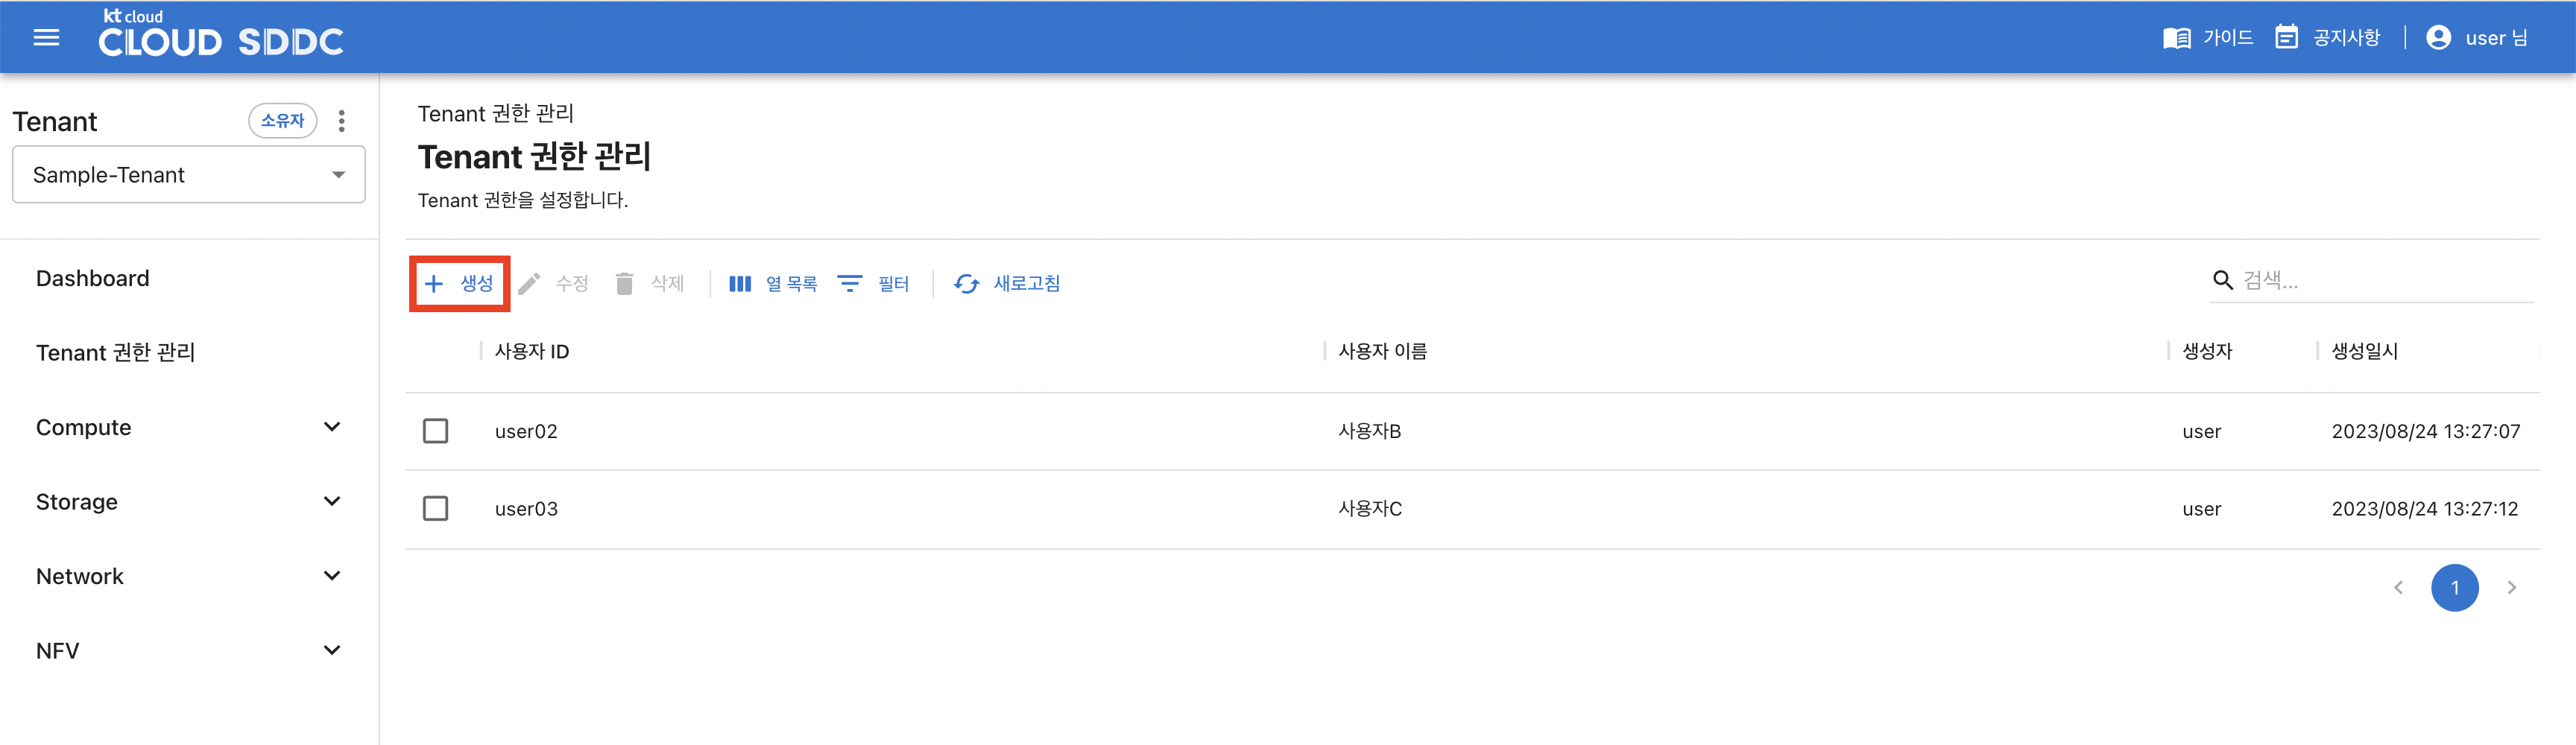 kt cloud
CLOUD SDDC
가이드
공지사항
user 님
Tenant
소유자
Sample-Tenant
Dashboard
Tenant 권한 관리
Compute
Storage
Network
NFV
Tenant 권한 관리
Tenant 권한 관리
Tenant 권한을 설정합니다.
생성 수정 삭제 열 목록 필터 새로고침
검색...
사용자 ID 사용자 이름 생성자 생성일시
user02 사용자B user 2023/08/24 13:27:07
user03 사용자C user 2023/08/24 13:27:12
1